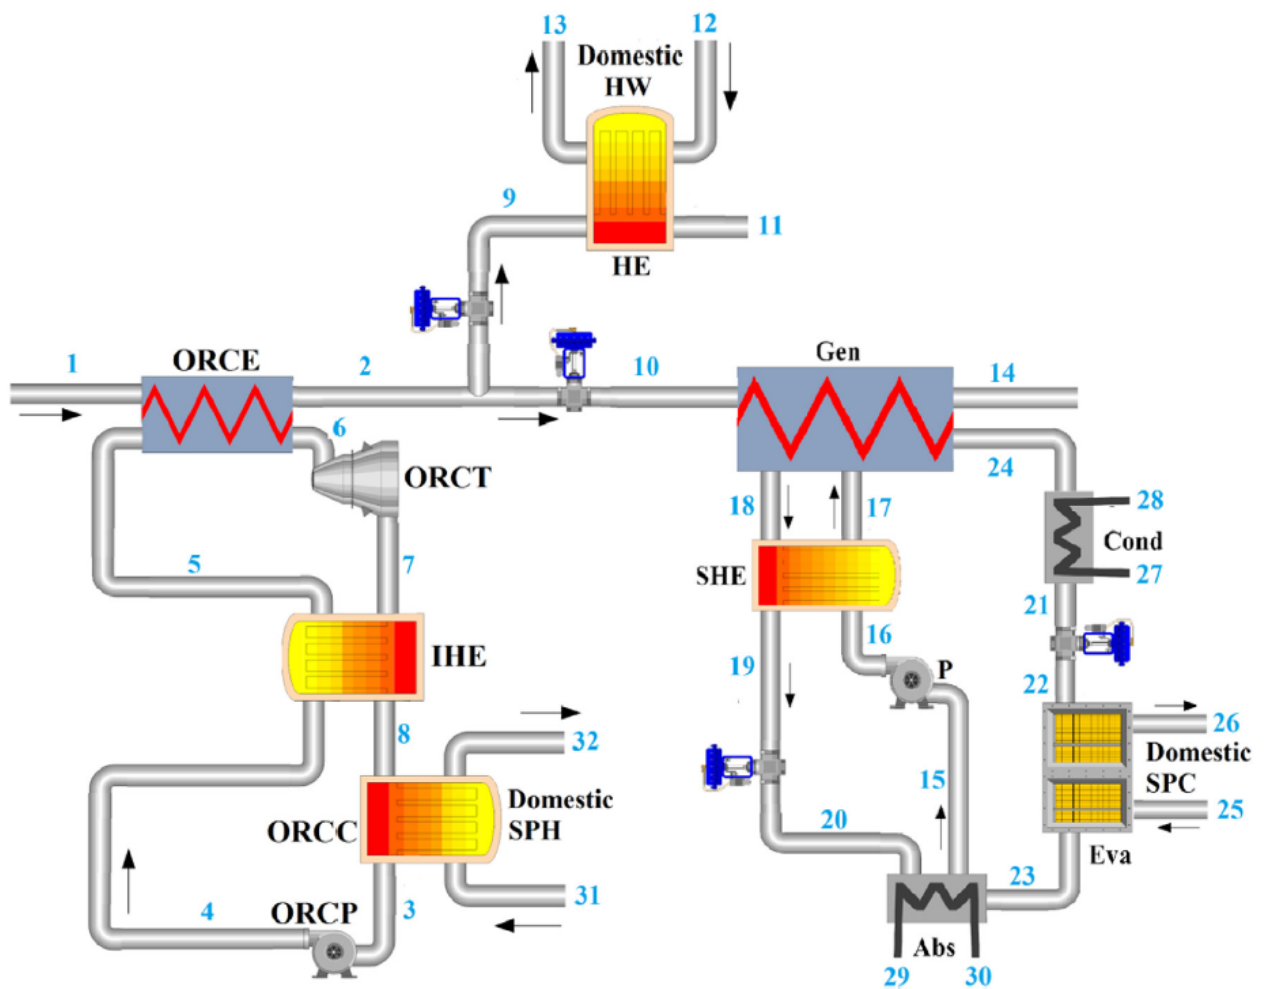 13
12
Domestic
HW
9
11
HE
1
ORCE
2
10
Gen
14
6
ORCT
24
18
17
28
Cond
27
5
7
SHE
21
16
IHE
19
P
22
8
32
26
Domestic
SPC
15
Domestic
SPH
25
ORCC
20
Eva
31
23
4
ORCP
3
Abs
29
30